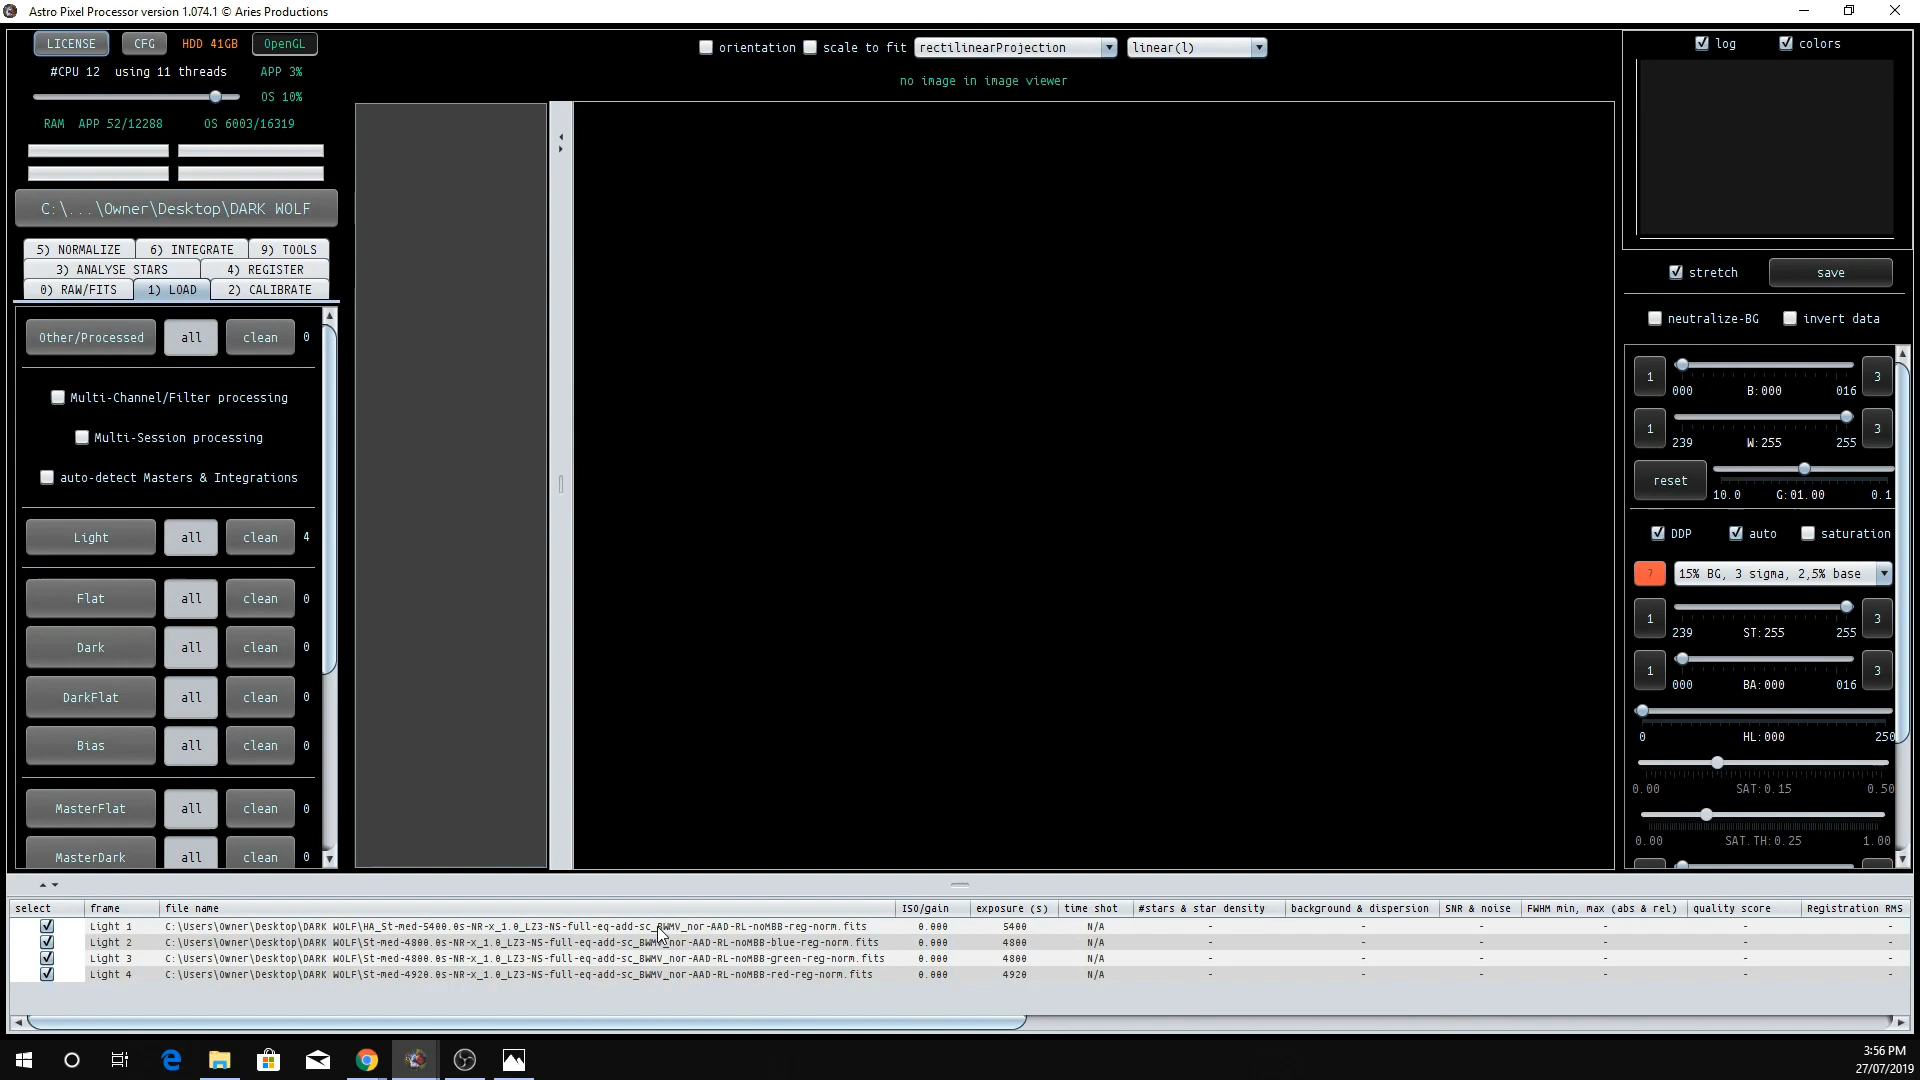 Astro Pixel Processor version 1.074.1 © Aries Productions
LICENSE CFG HDD 41GB OpenGL
#CPU 12 using 11 threads APP 3%
OS 10%
RAM APP 52/12288 OS 6003/16319
C:\...\Owner\Desktop\DARK WOLF
5) NORMALIZE 6) INTEGRATE 9) TOOLS
3) ANALYSE STARS 4) REGISTER
0) RAW/FITS 1) LOAD 2) CALIBRATE
Other/Processed all clean 0
Multi-Channel/Filter processing
Multi-Session processing
auto-detect Masters & Integrations
Light all clean 4
Flat all clean 0
Dark all clean 0
DarkFlat all clean 0
Bias all clean 0
MasterFlat all clean 0
MasterDark all clean 0
orientation scale to fit rectilinearProjection linear(l)
no image in image viewer
log colors
stretch save
neutralize-BG invert data
1 3
000 B:000 016
1 3
239 W:255 255
reset
10.0 G:01.00 0.1
DDP auto saturation
? 15% BG, 3 sigma, 2,5% base
1 3
239 ST:255 255
1 3
000 BA:000 016
0 HL:000 250
0.00 SAT:0.15 0.50
0.00 SAT.TH:0.25 1.00
select frame file name ISO/gain exposure (s) time shot #stars & star density background & dispersion SNR & noise FWHM min, max (abs & rel) quality score Registration RMS
Light 1 C:\Users\Owner\Desktop\DARK WOLF\HA_St-med-5400.0s-NR-x_1.0_LZ3-NS-full-eq-add-sc_BWMV_nor-AAD-RL-noMBB-reg-norm.fits 0.000 5400 N/A - - - - - -
Light 2 C:\Users\Owner\Desktop\DARK WOLF\St-med-4800.0s-NR-x_1.0_LZ3-NS-full-eq-add-sc_BWMV_nor-AAD-RL-noMBB-blue-reg-norm.fits 0.000 4800 N/A - - - - - -
Light 3 C:\Users\Owner\Desktop\DARK WOLF\St-med-4800.0s-NR-x_1.0_LZ3-NS-full-eq-add-sc_BWMV_nor-AAD-RL-noMBB-green-reg-norm.fits 0.000 4800 N/A - - - - - -
Light 4 C:\Users\Owner\Desktop\DARK WOLF\St-med-4920.0s-NR-x_1.0_LZ3-NS-full-eq-add-sc_BWMV_nor-AAD-RL-noMBB-red-reg-norm.fits 0.000 4920 N/A - - - - - -
3:56 PM
27/07/2019